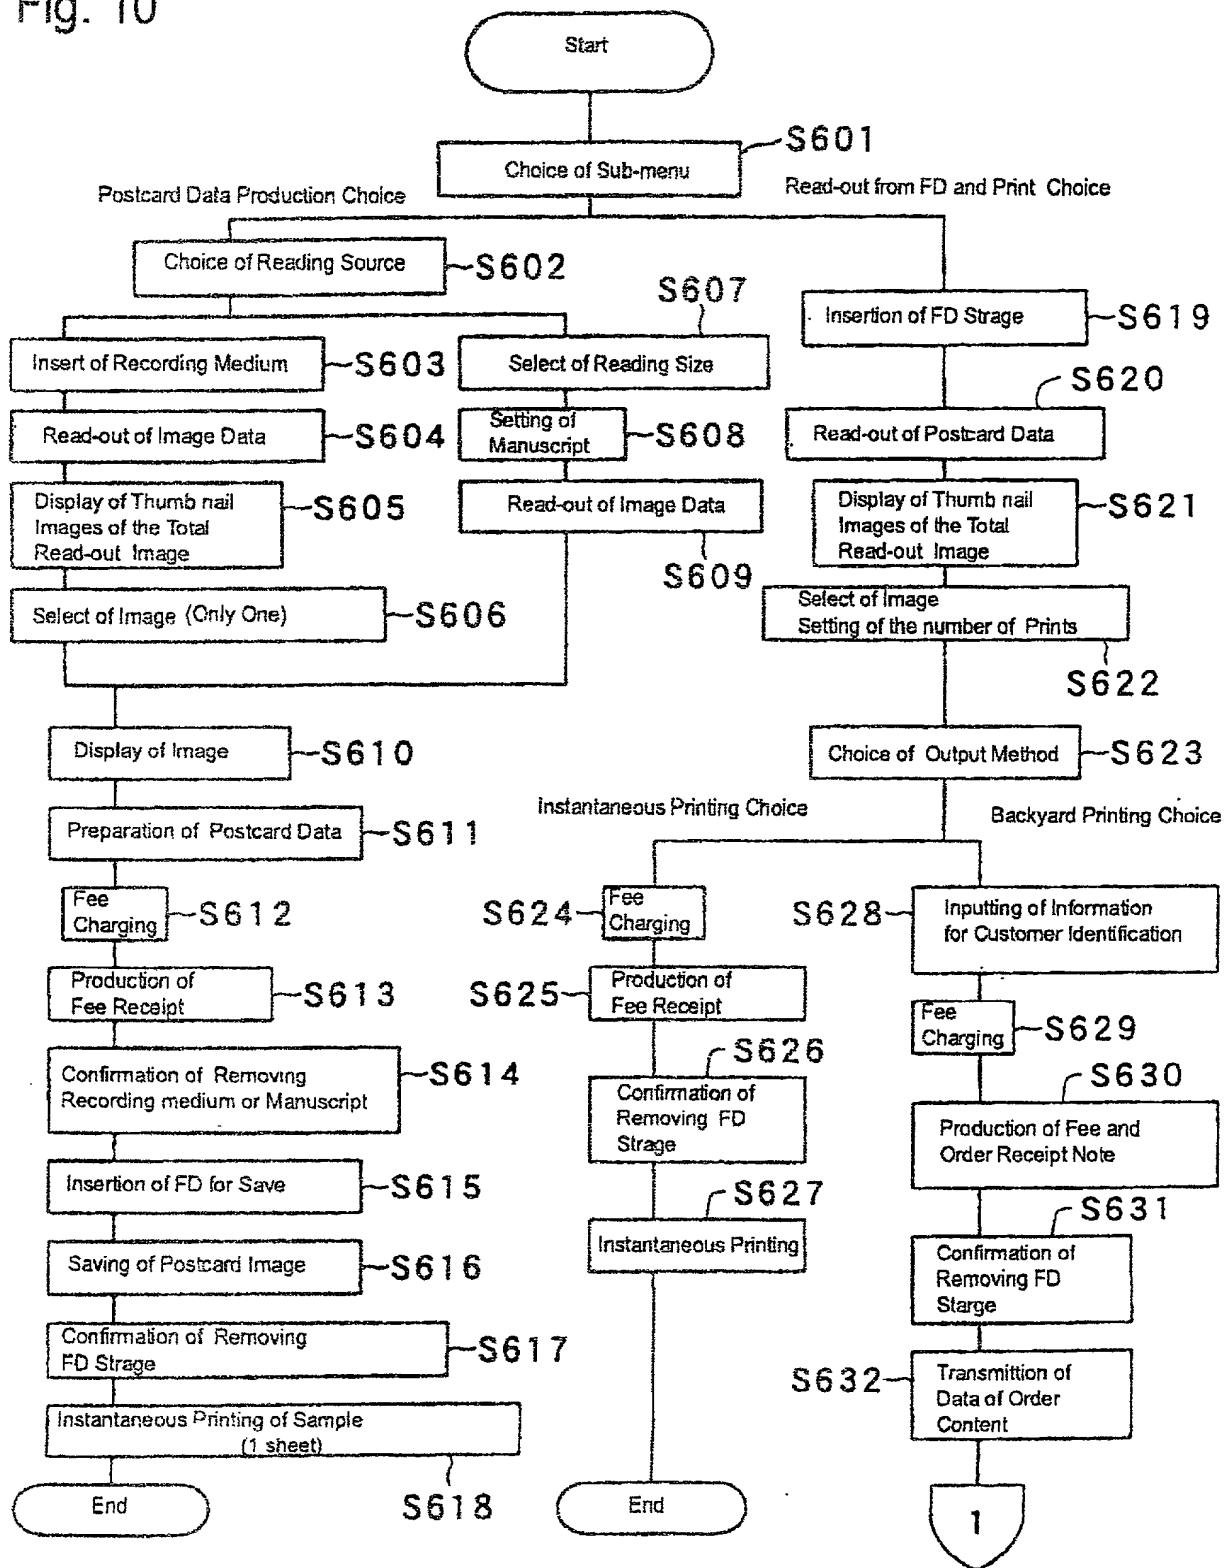 Fig. 10
Start
Choice of Sub-menu
S601
Postcard Data Production Choice
Read-out from FD and Print Choice
Choice of Reading Source
S602
Insert of Recording Medium
S603
Read-out of Image Data
S604
Display of Thumb nail
Images of the Total
Read-out Image
S605
Select of Image (Only One)
S606
S607
Select of Reading Size
Setting of
Manuscript
S608
Read-out of Image Data
S609
Display of Image
S610
Preparation of Postcard Data
S611
Fee
Charging
S612
Production of
Fee Receipt
S613
Confirmation of Removing
Recording medium or Manuscript
S614
Insertion of FD for Save
S615
Saving of Postcard Image
S616
Confirmation of Removing
FD Strage
S617
Instantaneous Printing of Sample
(1 sheet)
S618
End
Insertion of FD Strage
S619
S620
Read-out of Postcard Data
Display of Thumb nail
Images of the Total
Read-out Image
S621
Select of Image
Setting of the number of Prints
S622
Choice of Output Method
S623
Instantaneous Printing Choice
Backyard Printing Choice
S624
Fee
Charging
S625
Production of
Fee Receipt
S626
Confirmation of
Removing FD
Strage
S627
Instantaneous Printing
End
S628
Inputting of Information
for Customer Identification
Fee
Charging
S629
S630
Production of Fee and
Order Receipt Note
S631
Confirmation of
Removing FD
Starge
S632
Transmittion of
Data of Order
Content
1